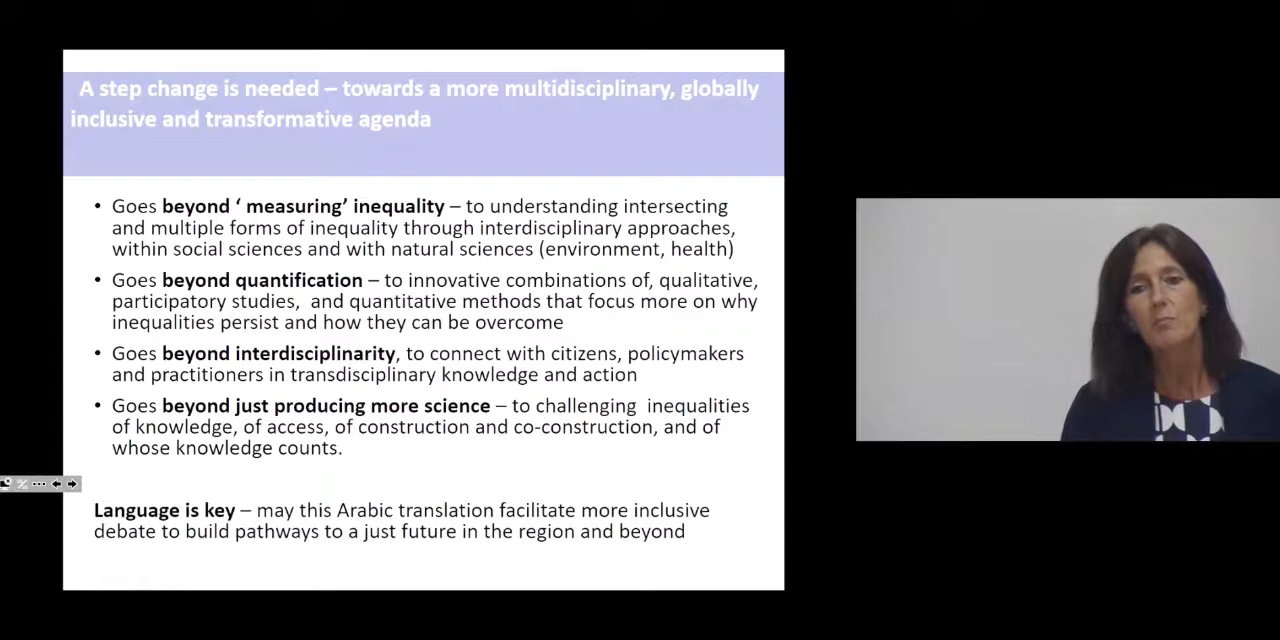 A step change is needed – towards a more multidisciplinary, globally
inclusive and transformative agenda
• Goes beyond ‘ measuring’ inequality – to understanding intersecting
and multiple forms of inequality through interdisciplinary approaches,
within social sciences and with natural sciences (environment, health)
• Goes beyond quantification – to innovative combinations of, qualitative,
participatory studies, and quantitative methods that focus more on why
inequalities persist and how they can be overcome
• Goes beyond interdisciplinarity, to connect with citizens, policymakers
and practitioners in transdisciplinary knowledge and action
• Goes beyond just producing more science – to challenging inequalities
of knowledge, of access, of construction and co-construction, and of
whose knowledge counts.
Language is key – may this Arabic translation facilitate more inclusive
debate to build pathways to a just future in the region and beyond